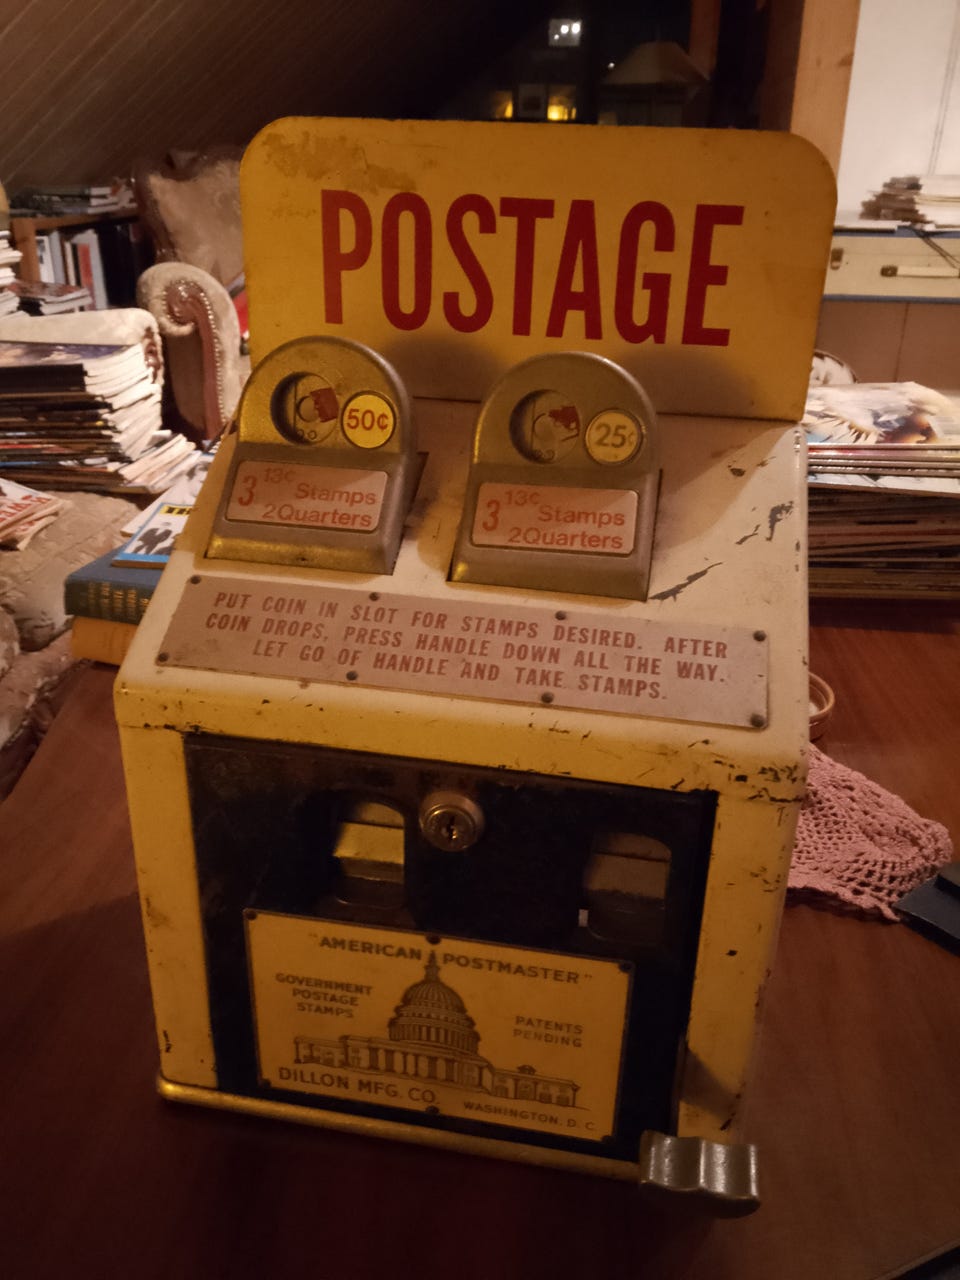 POSTAGE
50¢
25¢
3 13¢ Stamps
2Quarters
3 13¢ Stamps
2Quarters
PUT COIN IN SLOT FOR STAMPS DESIRED. AFTER
COIN DROPS, PRESS HANDLE DOWN ALL THE WAY.
LET GO OF HANDLE AND TAKE STAMPS.
"AMERICAN POSTMASTER"
GOVERNMENT
POSTAGE
STAMPS
PATENTS
PENDING
DILLON MFG. CO.
WASHINGTON, D. C.